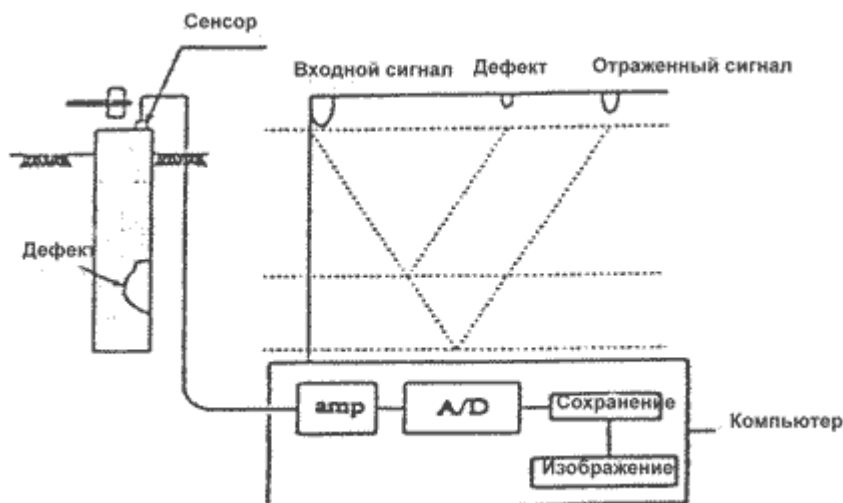 Сенсор
Входной сигнал
Дефект
Отраженный сигнал
Дефект
amp
A/D
Сохранение
Компьютер
Изображение